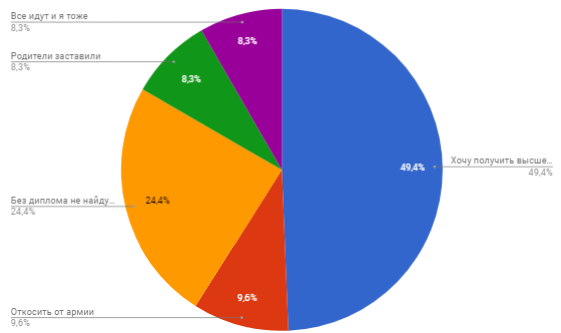 Все идут и я тоже
8,3%
8,3%
Родители заставили
8,3%
8,3%
Хочу получить высше...
49,4%
49,4%
Без диплома не найду...
24,4%
24,4%
9,6%
Откосить от армии
9,6%